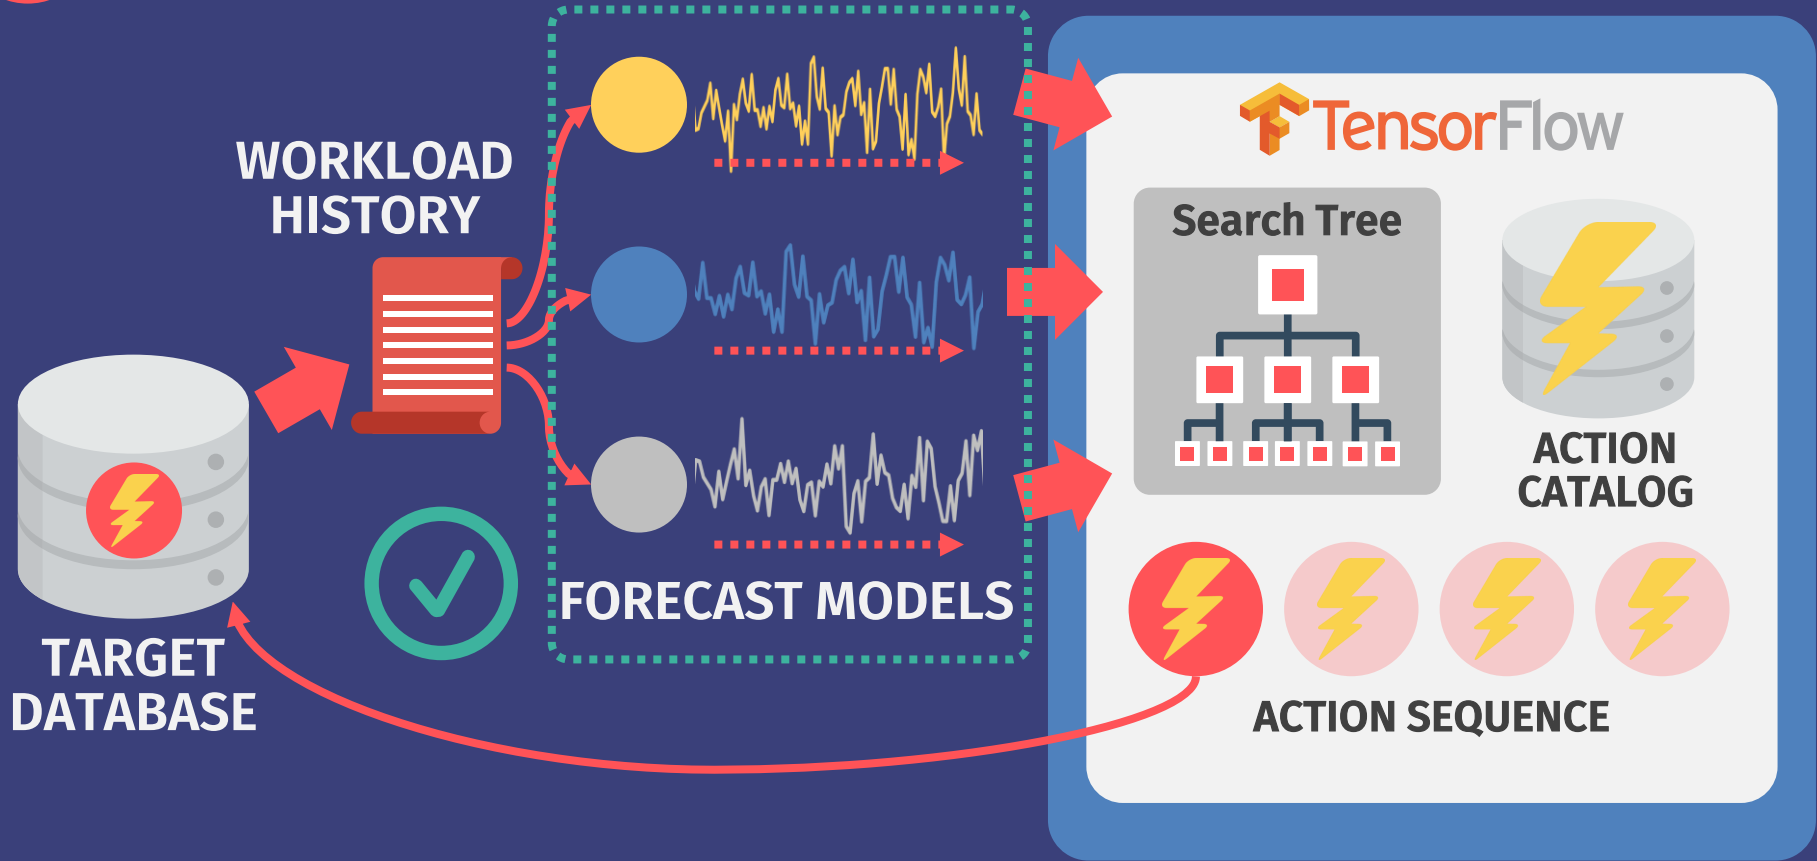 WORKLOAD
HISTORY
TARGET
DATABASE
FORECAST MODELS
TensorFlow
Search Tree
ACTION
CATALOG
ACTION SEQUENCE